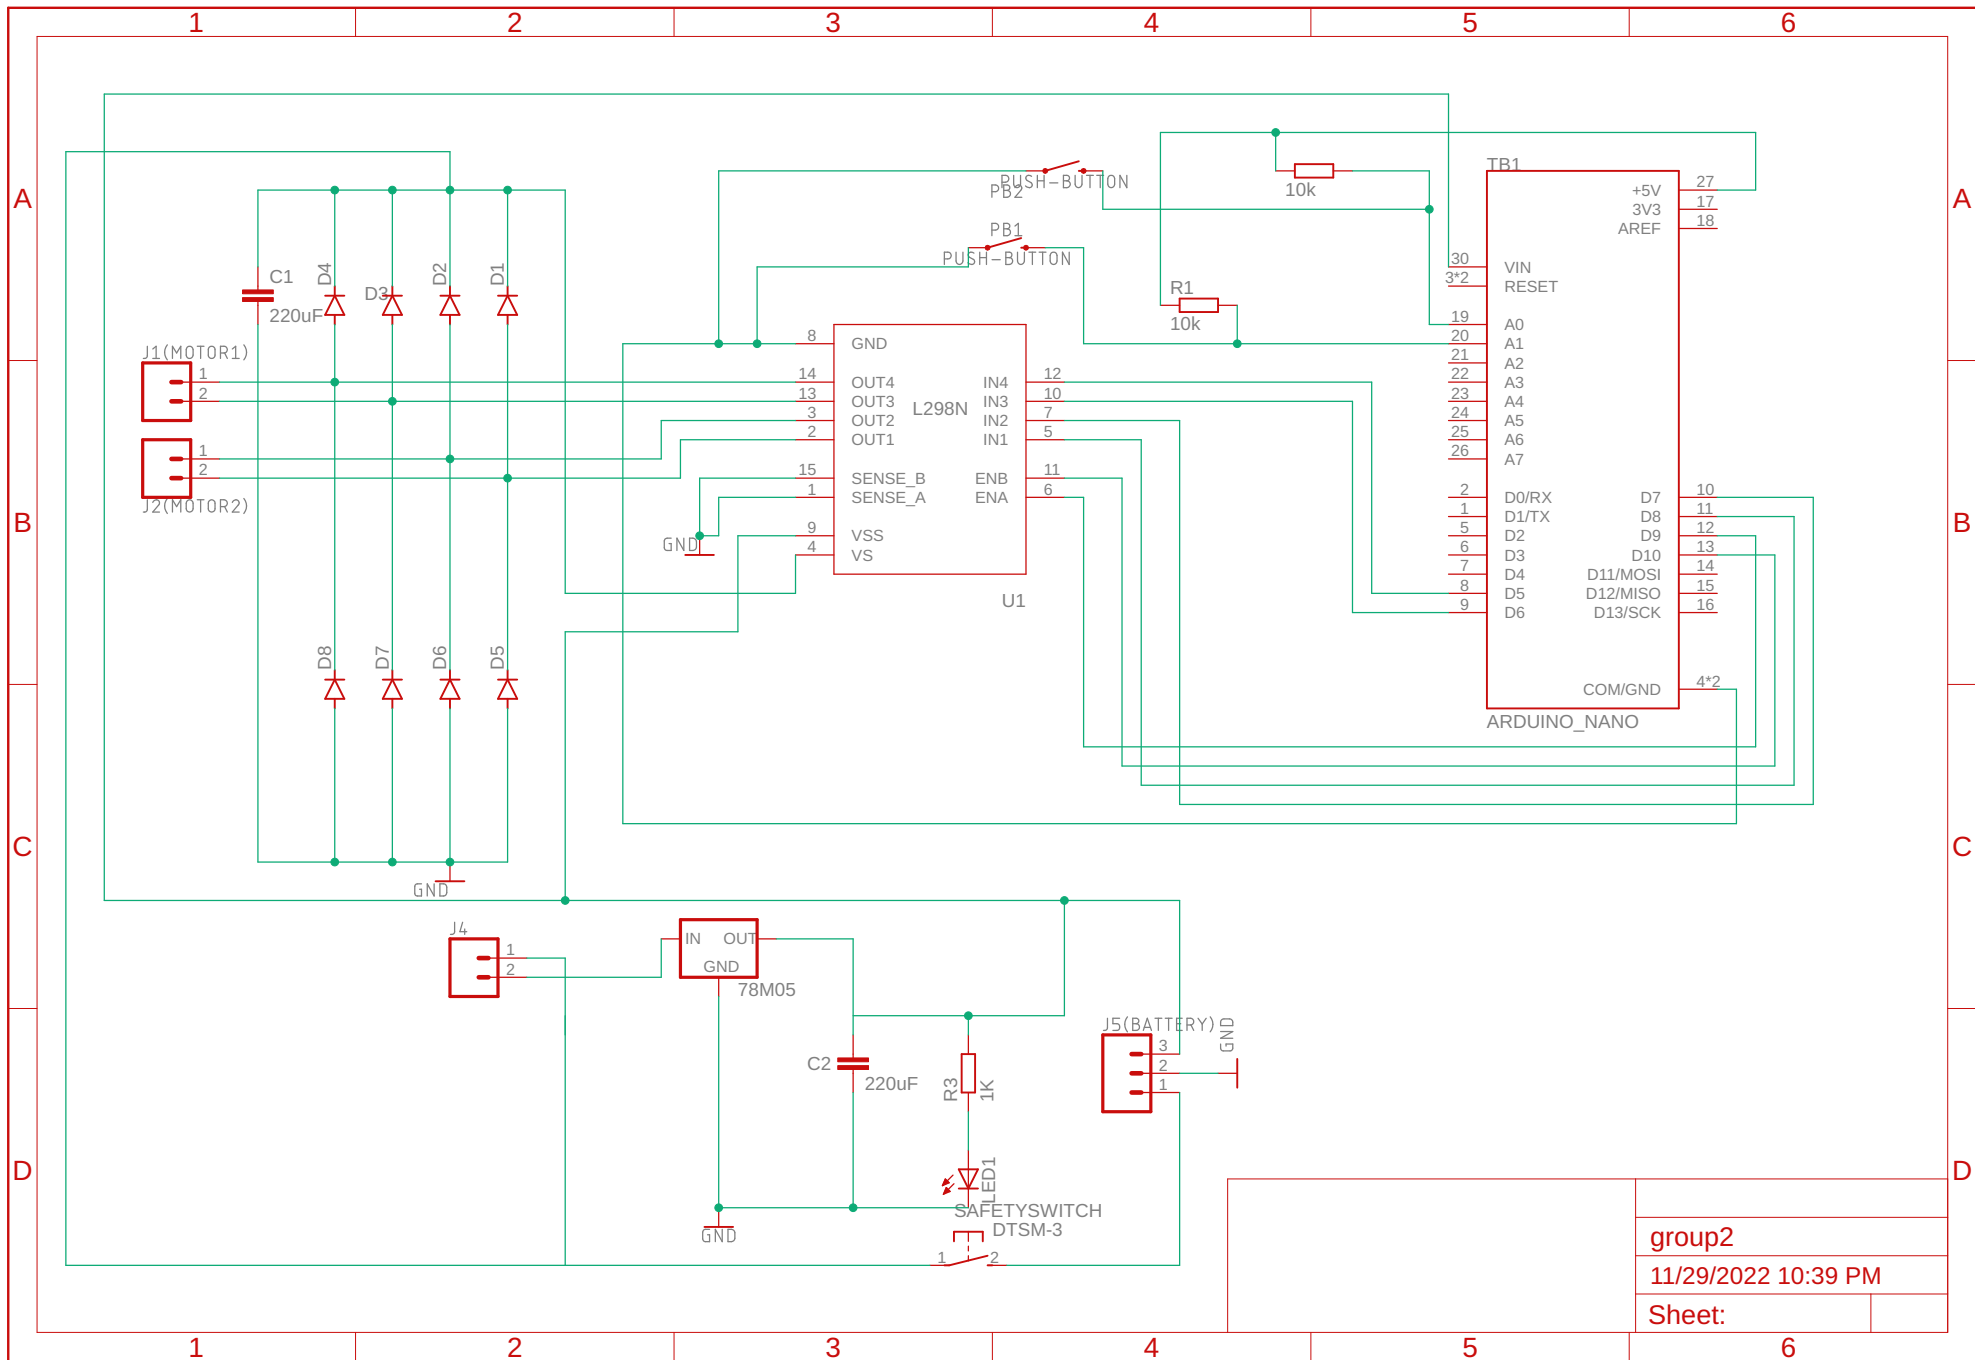 1 2 3 4 5 6
A A
B B
C C
D D
1 2 3 4 5 6
C1
220uF
D4
D3
D2
D1
D8
D7
D6
D5
GND
J1(MOTOR1)
1
2
J2(MOTOR2)
1
2
PUSH-BUTTON
PB2
PB1
PUSH-BUTTON
10k
R1
10k
8 GND
14 OUT4
13 OUT3
3 OUT2
2 OUT1
15 SENSE_B
1 SENSE_A
9 VSS
4 VS
L298N
IN4 12
IN3 10
IN2 7
IN1 5
ENB 11
ENA 6
U1
GND
TB1
+5V 27
3V3 17
AREF 18
30 VIN
3*2 RESET
19 A0
20 A1
21 A2
22 A3
23 A4
24 A5
25 A6
26 A7
2 D0/RX
1 D1/TX
5 D2
6 D3
7 D4
8 D5
9 D6
D7 10
D8 11
D9 12
D10 13
D11/MOSI 14
D12/MISO 15
D13/SCK 16
COM/GND 4*2
ARDUINO_NANO
J4
1
2
IN OUT
GND
78M05
C2
220uF
R3
1K
LED1
GND
SAFETYSWITCH
DTSM-3
1 2
J5(BATTERY)
3
2
1
GND
group2
11/29/2022 10:39 PM
Sheet: